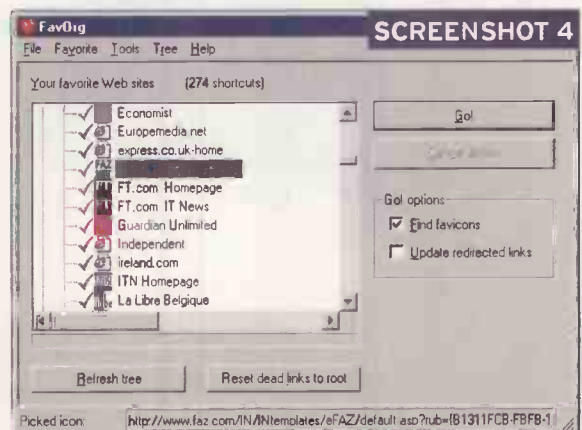 FavOrg
SCREENSHOT 4
File Favorite Tools Tree Help
Your favorite Web sites (274 shortcuts)
Economist
Europemedia net
express.co.uk-home
FAZ
FT.com Homepage
FT.com IT News
Guardian Unlimited
Independent
ireland.com
ITN Homepage
La Libre Belgique
Go!
Go! options
Find favicons
Update redirected links
Refresh tree
Reset dead links to root
Picked icon: http://www.faz.com/IN/INtemplates/eFAZ/default.asp?rub={B1311FCB-FBFB-1